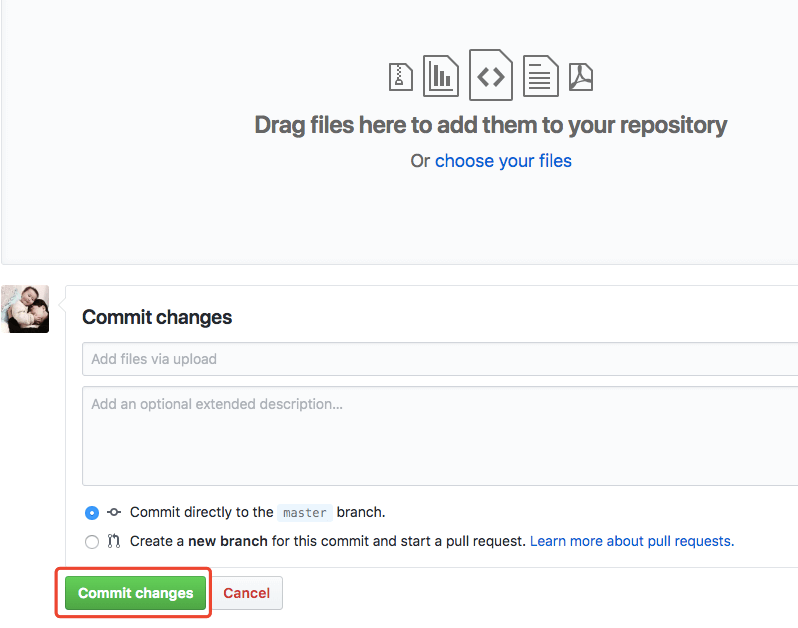 Drag files here to add them to your repository
Or choose your files
Commit changes
Add files via upload
Add an optional extended description...
Commit directly to the master branch.
Create a new branch for this commit and start a pull request. Learn more about pull requests.
Commit changes Cancel